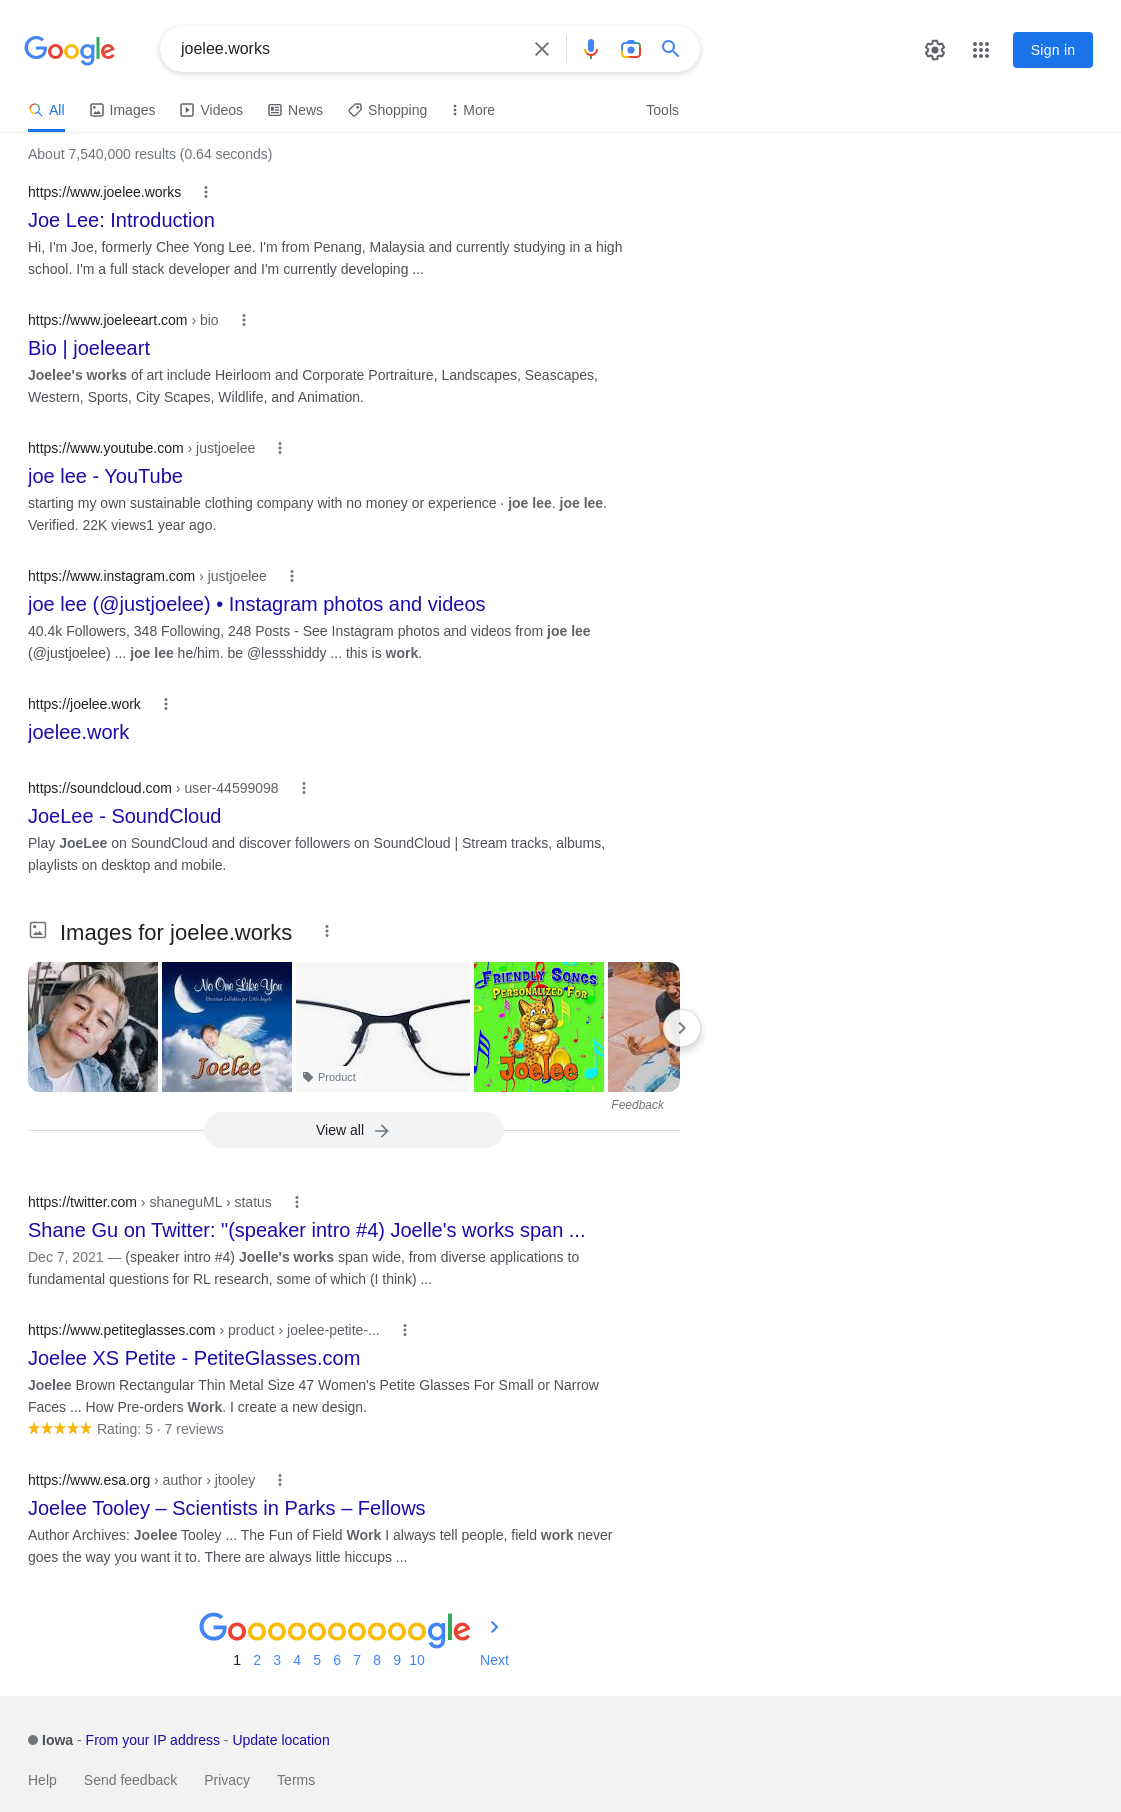 Google
joelee.works
Sign in
All
Images
Videos
News
Shopping
More
Tools
About 7,540,000 results (0.64 seconds)
https://www.joelee.works
Joe Lee: Introduction
Hi, I'm Joe, formerly Chee Yong Lee. I'm from Penang, Malaysia and currently studying in a high
school. I'm a full stack developer and I'm currently developing ...
https://www.joeleeart.com › bio
Bio | joeleeart
Joelee's works of art include Heirloom and Corporate Portraiture, Landscapes, Seascapes,
Western, Sports, City Scapes, Wildlife, and Animation.
https://www.youtube.com › justjoelee
joe lee - YouTube
starting my own sustainable clothing company with no money or experience · joe lee. joe lee.
Verified. 22K views1 year ago.
https://www.instagram.com › justjoelee
joe lee (@justjoelee) • Instagram photos and videos
40.4k Followers, 348 Following, 248 Posts - See Instagram photos and videos from joe lee
(@justjoelee) ... joe lee he/him. be @lessshiddy ... this is work.
https://joelee.work
joelee.work
https://soundcloud.com › user-44599098
JoeLee - SoundCloud
Play JoeLee on SoundCloud and discover followers on SoundCloud | Stream tracks, albums,
playlists on desktop and mobile.
Images for joelee.works
No One Like You
Christian Lullabies for Little Angels
Joelee
Product
FRIENDLY SONGS
PERSONALIZED FOR
Joelee
Feedback
View all
https://twitter.com › shaneguML › status
Shane Gu on Twitter: "(speaker intro #4) Joelle's works span ...
Dec 7, 2021 — (speaker intro #4) Joelle's works span wide, from diverse applications to
fundamental questions for RL research, some of which (I think) ...
https://www.petiteglasses.com › product › joelee-petite-...
Joelee XS Petite - PetiteGlasses.com
Joelee Brown Rectangular Thin Metal Size 47 Women's Petite Glasses For Small or Narrow
Faces ... How Pre-orders Work. I create a new design.
Rating: 5 · 7 reviews
https://www.esa.org › author › jtooley
Joelee Tooley – Scientists in Parks – Fellows
Author Archives: Joelee Tooley ... The Fun of Field Work I always tell people, field work never
goes the way you want it to. There are always little hiccups ...
Goooooooooogle
1 2 3 4 5 6 7 8 9 10 Next
Iowa - From your IP address - Update location
Help Send feedback Privacy Terms